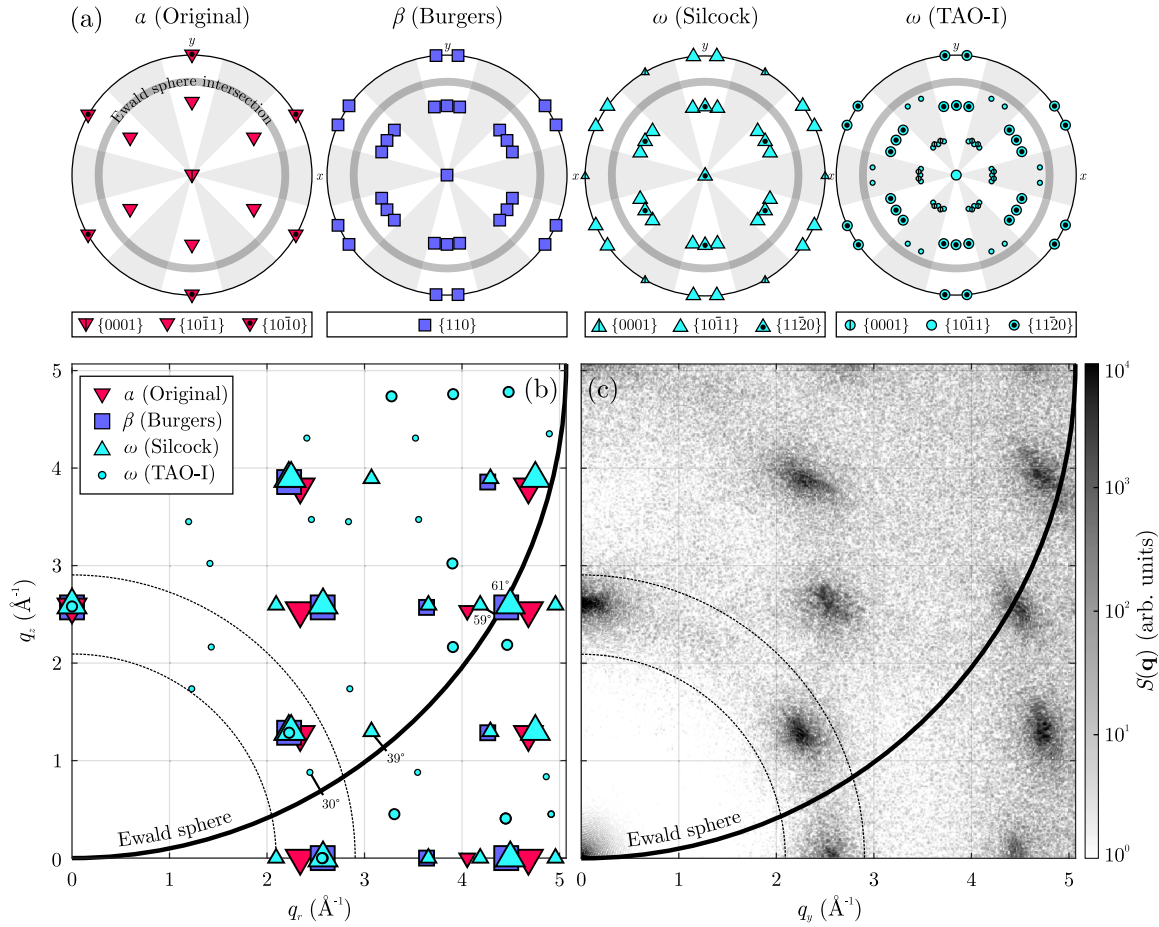 (a)
α (Original)
β (Burgers)
ω (Silcock)
ω (TAO-I)
y
y
y
y
Ewald sphere intersection
x
x
x
x
{0001} {101̄1} {101̄0}
{110}
{0001} {101̄1} {112̄0}
{0001} {101̄1} {112̄0}
(b)
α (Original)
β (Burgers)
ω (Silcock)
ω (TAO-I)
5
4
3
2
1
0
q_z (Å⁻¹)
61°
59°
39°
30°
Ewald sphere
0 1 2 3 4 5
q_r (Å⁻¹)
(c)
Ewald sphere
0 1 2 3 4 5
q_y (Å⁻¹)
10⁴
10³
10²
10¹
10⁰
S(q) (arb. units)